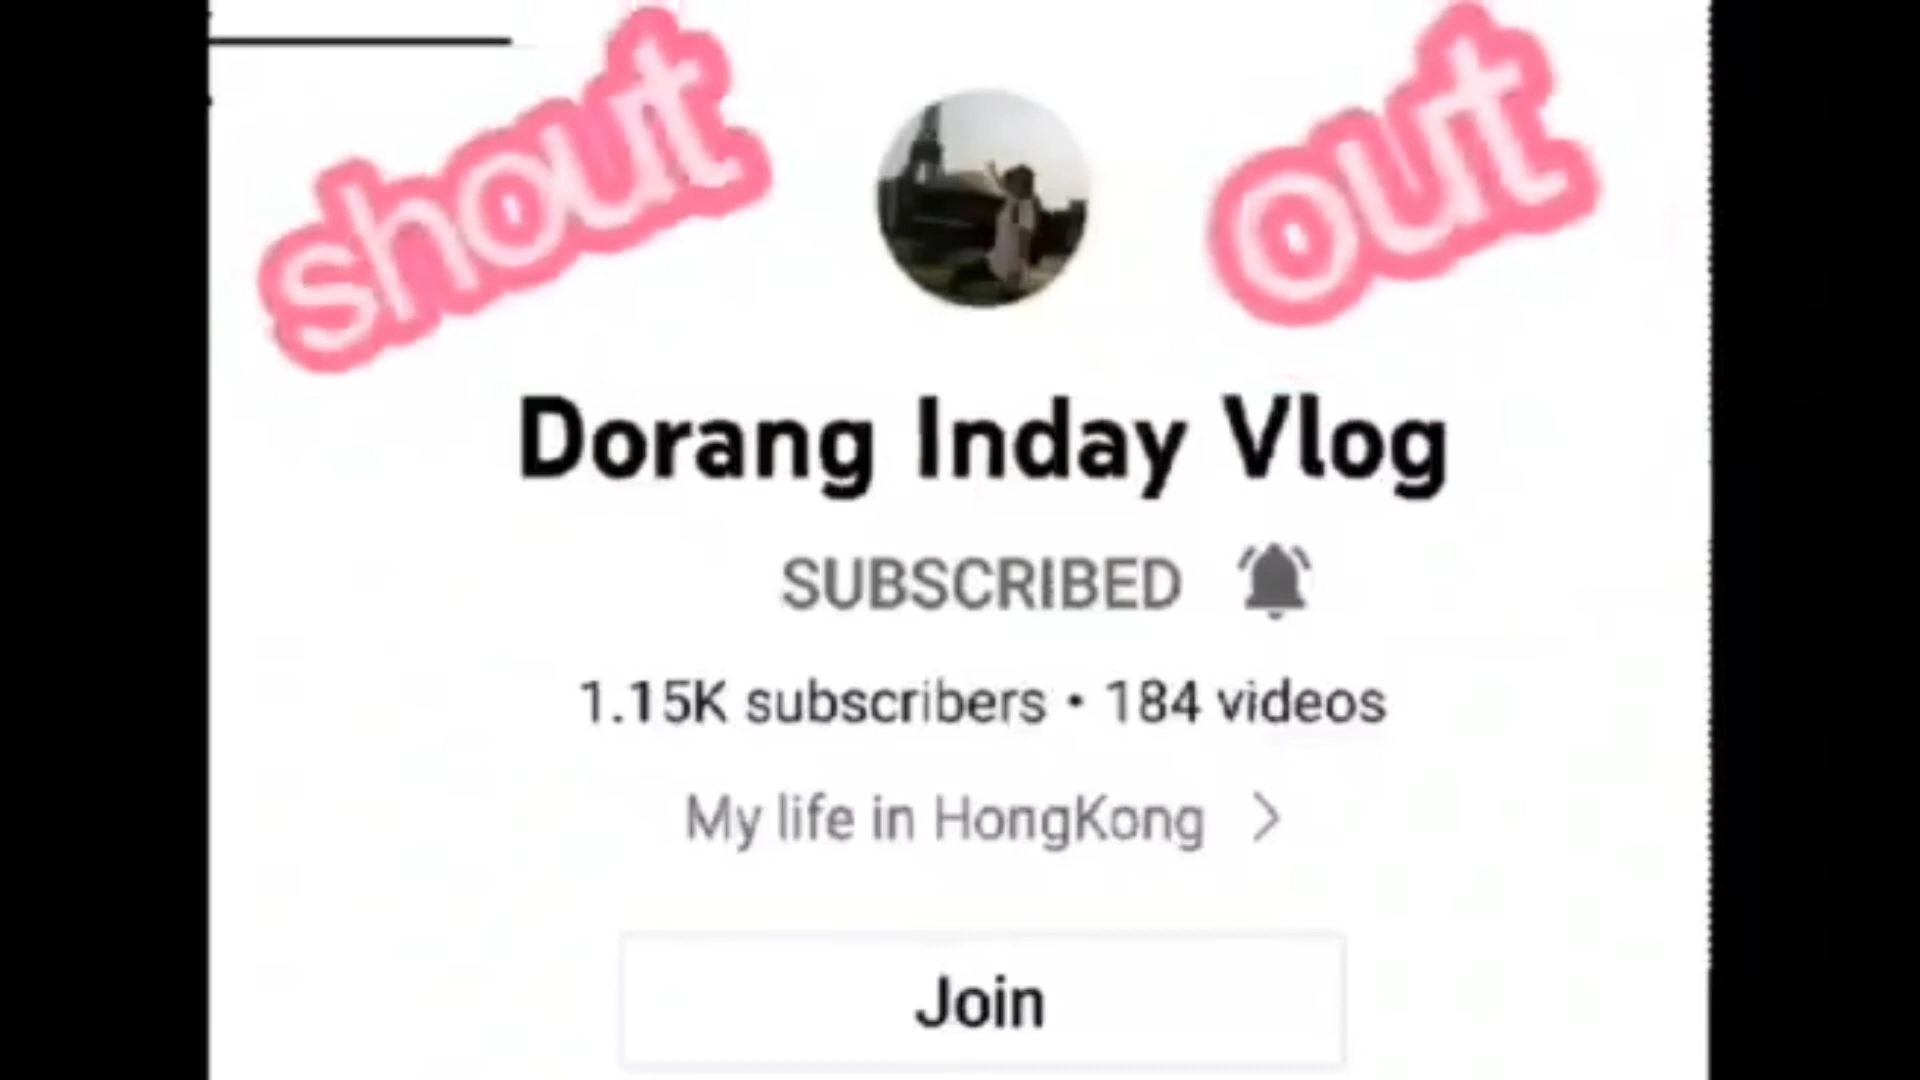 shout out
Dorang Inday Vlog
SUBSCRIBED
1.15K subscribers • 184 videos
My life in HongKong
Join